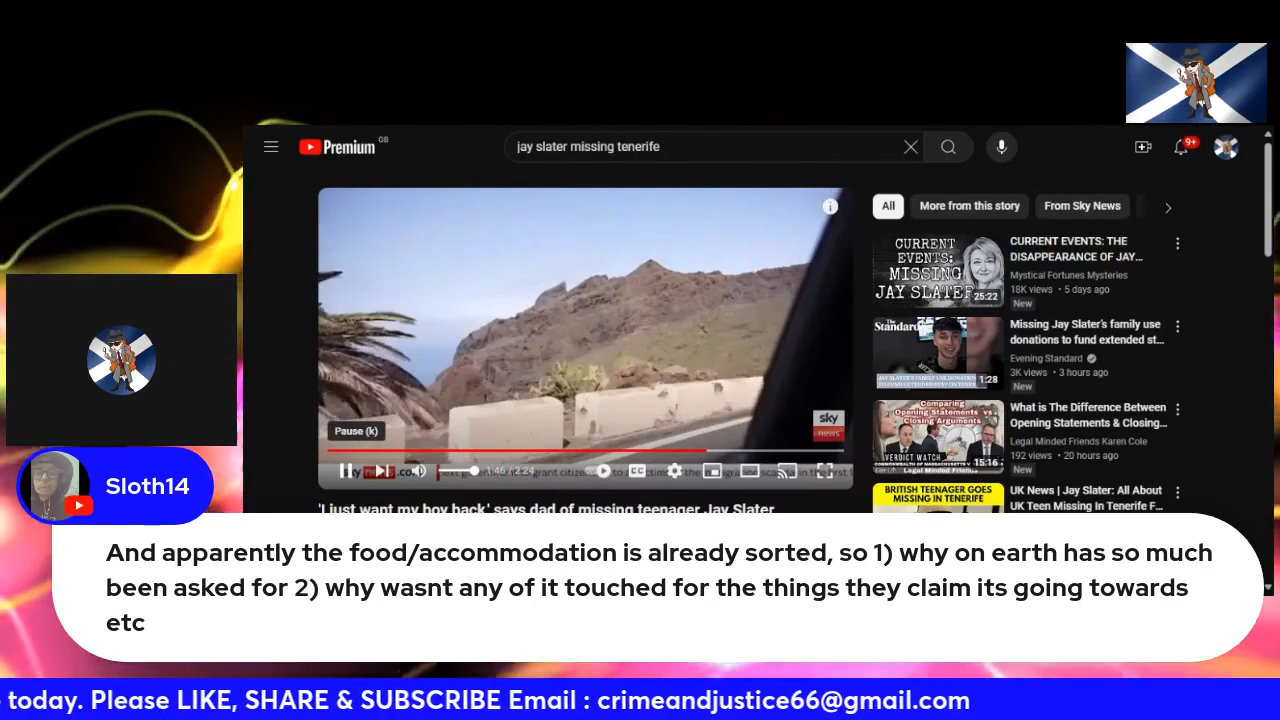 Premium GB
jay slater missing tenerife
9+
All
More from this story
From Sky News
CURRENT
EVENTS:
MISSING
JAY SLATER
25:22
CURRENT EVENTS: THE
DISAPPEARANCE OF JAY...
Mystical Fortunes Mysteries
18K views • 5 days ago
New
The Standard
1:28
Missing Jay Slater's family use
donations to fund extended st...
Evening Standard
3K views • 3 hours ago
New
Comparing
Opening Statements vs.
Closing Arguments
VERDICT WATCH
15:16
What is The Difference Between
Opening Statements & Closing...
Legal Minded Friends Karen Cole
192 views • 20 hours ago
New
BRITISH TEENAGER GOES
MISSING IN TENERIFE
UK News | Jay Slater: All About
UK Teen Missing In Tenerife F...
sky
news
Pause (k)
'I just want my boy back' says dad of missing teenager Jay Slater
Sloth14
And apparently the food/accommodation is already sorted, so 1) why on earth has so much
been asked for 2) why wasnt any of it touched for the things they claim its going towards
etc
today. Please LIKE, SHARE & SUBSCRIBE Email : crimeandjustice66@gmail.com